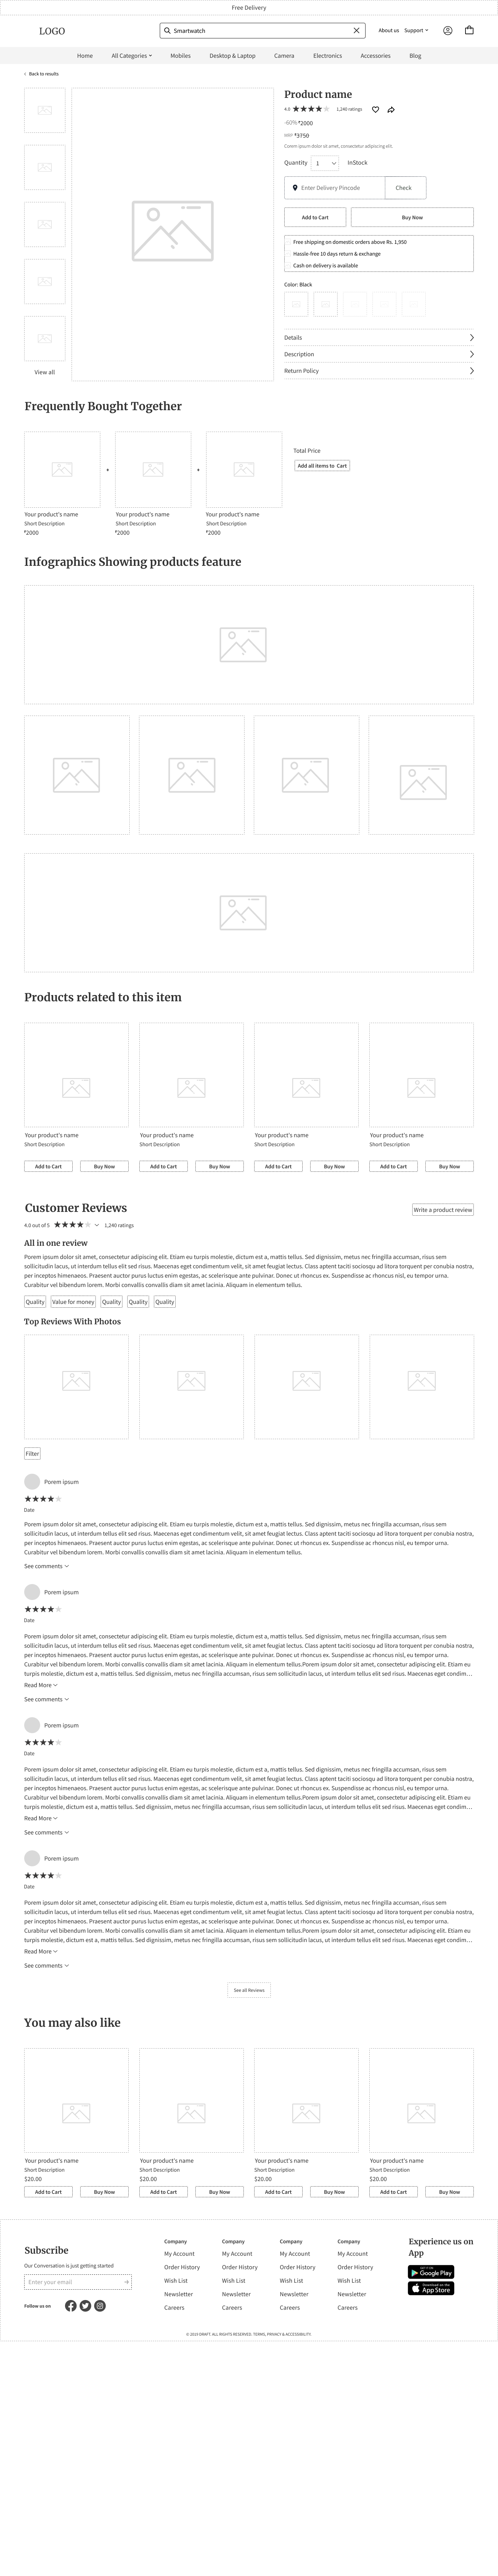 Free Delivery
LOGO
Smartwatch
About us Support
Home All Categories Mobiles Desktop & Laptop Camera Electronics Accessories Blog
Back to results
View all
Product name
4.0 1,240 ratings
-60% ₹2000
₹3750
Corem ipsum dolor sit amet, consectetur adipiscing elit.
Quantity 1 InStock
Enter Delivery Pincode Check
Add to Cart Buy Now
Free shipping on domestic orders above Rs. 1,950
Hassle-free 10 days return & exchange
Cash on delivery is available
Color: Black
Details
Description
Return Policy
Frequently Bought Together
+ +
Total Price
Add all items to Cart
Your product's name Your product's name Your product's name
Short Description Short Description Short Description
₹2000 ₹2000 ₹2000
Infographics Showing products feature
Products related to this item
Your product's name Your product's name Your product's name Your product's name
Short Description Short Description Short Description Short Description
Add to Cart Buy Now Add to Cart Buy Now Add to Cart Buy Now Add to Cart Buy Now
Customer Reviews
Write a product review
4.0 out of 5 1,240 ratings
All in one review
Porem ipsum dolor sit amet, consectetur adipiscing elit. Etiam eu turpis molestie, dictum est a, mattis tellus. Sed dignissim, metus nec fringilla accumsan, risus sem
sollicitudin lacus, ut interdum tellus elit sed risus. Maecenas eget condimentum velit, sit amet feugiat lectus. Class aptent taciti sociosqu ad litora torquent per conubia nostra,
per inceptos himenaeos. Praesent auctor purus luctus enim egestas, ac scelerisque ante pulvinar. Donec ut rhoncus ex. Suspendisse ac rhoncus nisl, eu tempor urna.
Curabitur vel bibendum lorem. Morbi convallis convallis diam sit amet lacinia. Aliquam in elementum tellus.
Quality Value for money Quality Quality Quality
Top Reviews With Photos
Filter
Porem ipsum
Date
Porem ipsum dolor sit amet, consectetur adipiscing elit. Etiam eu turpis molestie, dictum est a, mattis tellus. Sed dignissim, metus nec fringilla accumsan, risus sem
sollicitudin lacus, ut interdum tellus elit sed risus. Maecenas eget condimentum velit, sit amet feugiat lectus. Class aptent taciti sociosqu ad litora torquent per conubia nostra,
per inceptos himenaeos. Praesent auctor purus luctus enim egestas, ac scelerisque ante pulvinar. Donec ut rhoncus ex. Suspendisse ac rhoncus nisl, eu tempor urna.
Curabitur vel bibendum lorem. Morbi convallis convallis diam sit amet lacinia. Aliquam in elementum tellus.
See comments
Porem ipsum
Date
Porem ipsum dolor sit amet, consectetur adipiscing elit. Etiam eu turpis molestie, dictum est a, mattis tellus. Sed dignissim, metus nec fringilla accumsan, risus sem
sollicitudin lacus, ut interdum tellus elit sed risus. Maecenas eget condimentum velit, sit amet feugiat lectus. Class aptent taciti sociosqu ad litora torquent per conubia nostra,
per inceptos himenaeos. Praesent auctor purus luctus enim egestas, ac scelerisque ante pulvinar. Donec ut rhoncus ex. Suspendisse ac rhoncus nisl, eu tempor urna.
Curabitur vel bibendum lorem. Morbi convallis convallis diam sit amet lacinia. Aliquam in elementum tellus.Porem ipsum dolor sit amet, consectetur adipiscing elit. Etiam eu
turpis molestie, dictum est a, mattis tellus. Sed dignissim, metus nec fringilla accumsan, risus sem sollicitudin lacus, ut interdum tellus elit sed risus. Maecenas eget condim...
Read More
See comments
Porem ipsum
Date
Porem ipsum dolor sit amet, consectetur adipiscing elit. Etiam eu turpis molestie, dictum est a, mattis tellus. Sed dignissim, metus nec fringilla accumsan, risus sem
sollicitudin lacus, ut interdum tellus elit sed risus. Maecenas eget condimentum velit, sit amet feugiat lectus. Class aptent taciti sociosqu ad litora torquent per conubia nostra,
per inceptos himenaeos. Praesent auctor purus luctus enim egestas, ac scelerisque ante pulvinar. Donec ut rhoncus ex. Suspendisse ac rhoncus nisl, eu tempor urna.
Curabitur vel bibendum lorem. Morbi convallis convallis diam sit amet lacinia. Aliquam in elementum tellus.Porem ipsum dolor sit amet, consectetur adipiscing elit. Etiam eu
turpis molestie, dictum est a, mattis tellus. Sed dignissim, metus nec fringilla accumsan, risus sem sollicitudin lacus, ut interdum tellus elit sed risus. Maecenas eget condim...
Read More
See comments
Porem ipsum
Date
Porem ipsum dolor sit amet, consectetur adipiscing elit. Etiam eu turpis molestie, dictum est a, mattis tellus. Sed dignissim, metus nec fringilla accumsan, risus sem
sollicitudin lacus, ut interdum tellus elit sed risus. Maecenas eget condimentum velit, sit amet feugiat lectus. Class aptent taciti sociosqu ad litora torquent per conubia nostra,
per inceptos himenaeos. Praesent auctor purus luctus enim egestas, ac scelerisque ante pulvinar. Donec ut rhoncus ex. Suspendisse ac rhoncus nisl, eu tempor urna.
Curabitur vel bibendum lorem. Morbi convallis convallis diam sit amet lacinia. Aliquam in elementum tellus.Porem ipsum dolor sit amet, consectetur adipiscing elit. Etiam eu
turpis molestie, dictum est a, mattis tellus. Sed dignissim, metus nec fringilla accumsan, risus sem sollicitudin lacus, ut interdum tellus elit sed risus. Maecenas eget condim...
Read More
See comments
See all Reviews
You may also like
Your product's name Your product's name Your product's name Your product's name
Short Description Short Description Short Description Short Description
$20.00 $20.00 $20.00 $20.00
Add to Cart Buy Now Add to Cart Buy Now Add to Cart Buy Now Add to Cart Buy Now
Subscribe
Our Conversation is just getting started
Enter your email
Follow us on
Company Company Company Company
My Account My Account My Account My Account
Order History Order History Order History Order History
Wish List Wish List Wish List Wish List
Newsletter Newsletter Newsletter Newsletter
Careers Careers Careers Careers
Experience us on
App
Google Play
Download on the
App Store
© 2019 DRAFT. ALL RIGHTS RESERVED. TERMS, PRIVACY & ACCESSIBILITY.